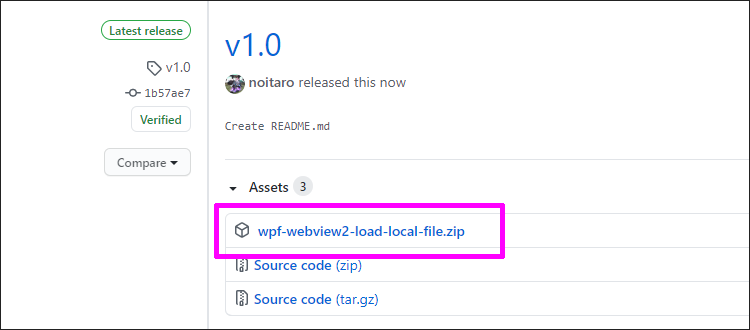 Latest release
v1.0
1b57ae7
Verified
Compare
v1.0
noitaro released this now
Create README.md
Assets 3
wpf-webview2-load-local-file.zip
Source code (zip)
Source code (tar.gz)